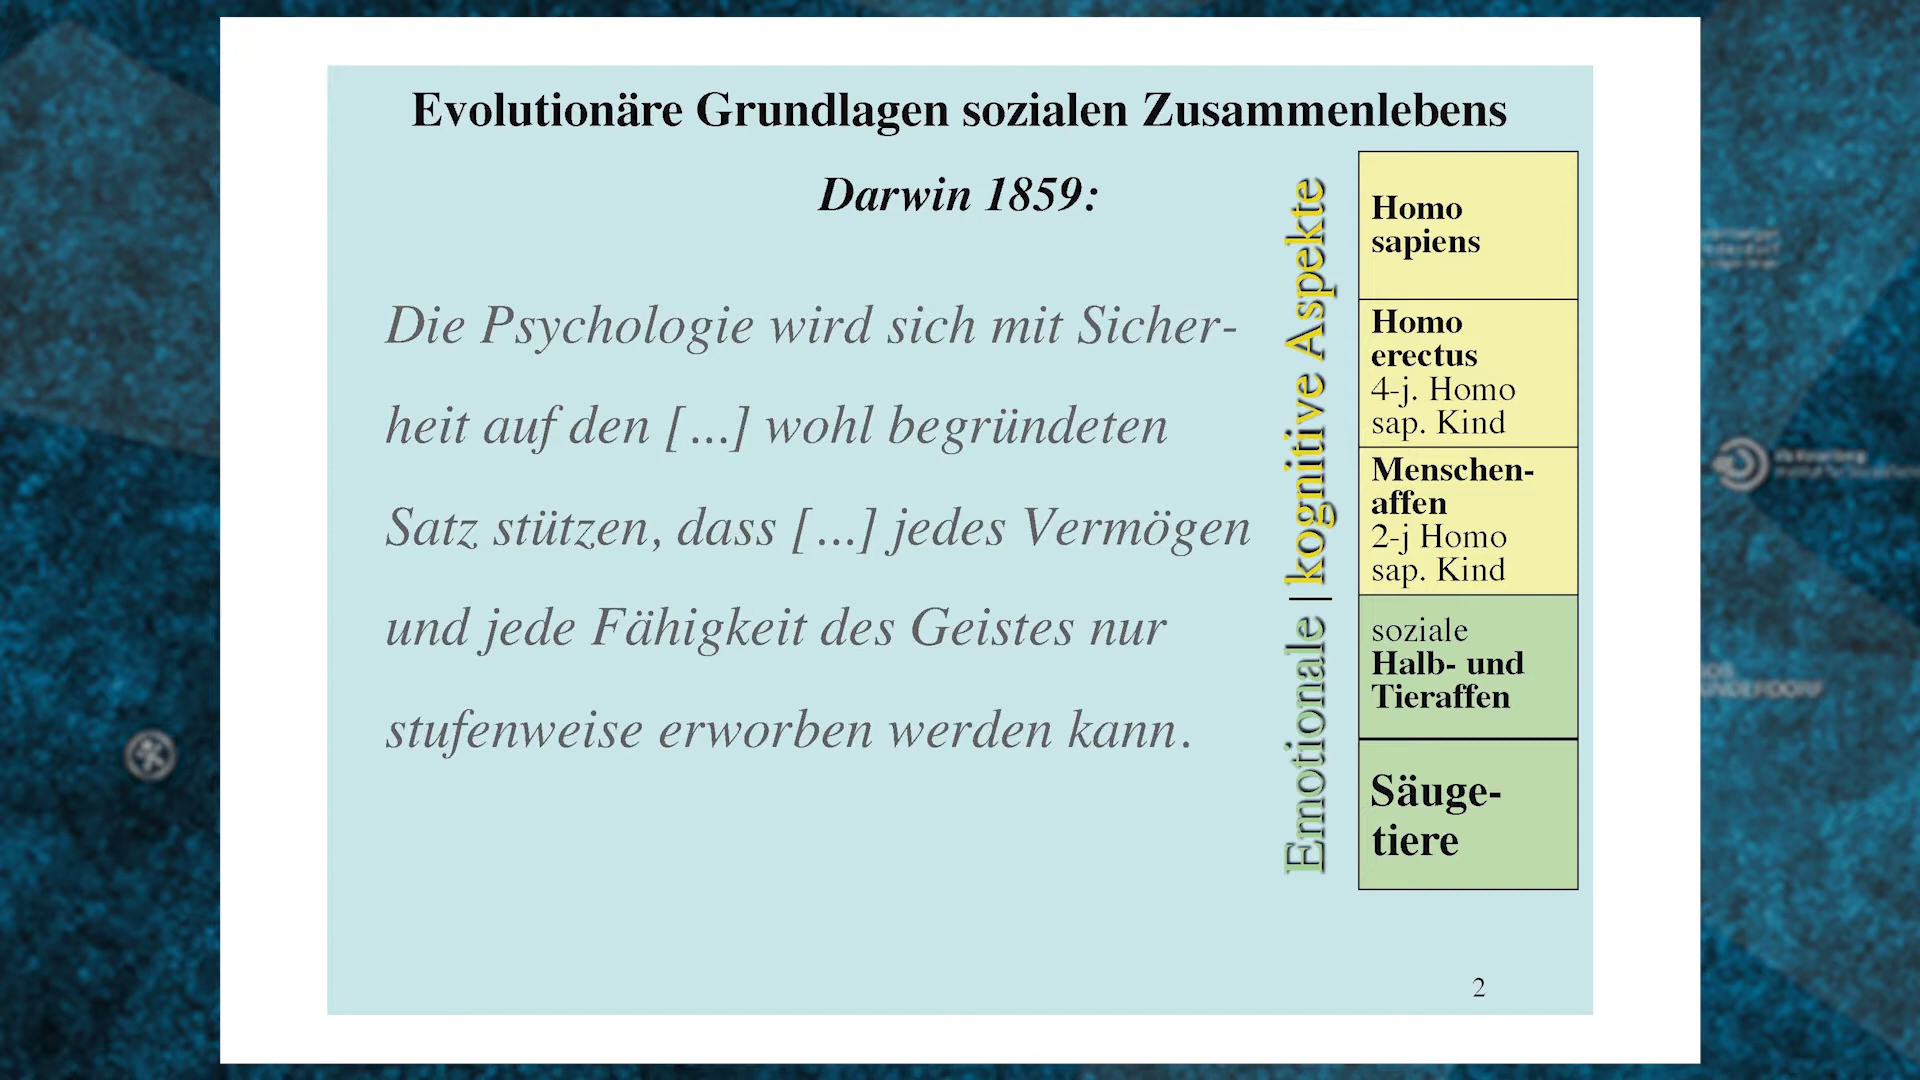 Evolutionäre Grundlagen sozialen Zusammenlebens
Darwin 1859:
Die Psychologie wird sich mit Sicher-
heit auf den [...] wohl begründeten
Satz stützen, dass [...] jedes Vermögen
und jede Fähigkeit des Geistes nur
stufenweise erworben werden kann.
Emotionale | kognitive Aspekte
Homo
sapiens
Homo
erectus
4-j. Homo
sap. Kind
Menschen-
affen
2-j Homo
sap. Kind
soziale
Halb- und
Tieraffen
Säuge-
tiere
2